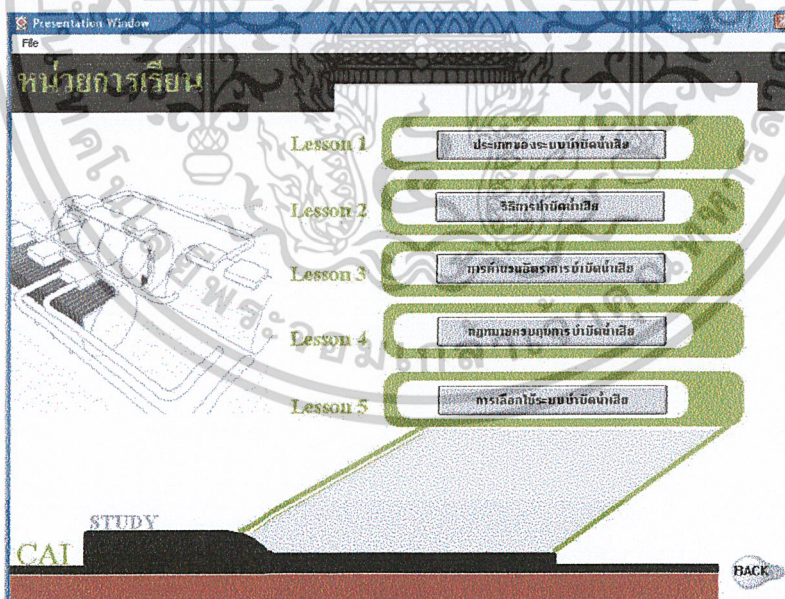 Presentation Window
File
หน่วยการเรียน
Lesson 1
ประเภทของระบบบำบัดน้ำเสีย
Lesson 2
วิธีการบำบัดน้ำเสีย
Lesson 3
การคำนวนอัตราการบำบัดน้ำเสีย
Lesson 4
กฎหมายควบคุมการบำบัดน้ำเสีย
Lesson 5
การเลือกใช้ระบบบำบัดน้ำเสีย
STUDY
CAI
BACK